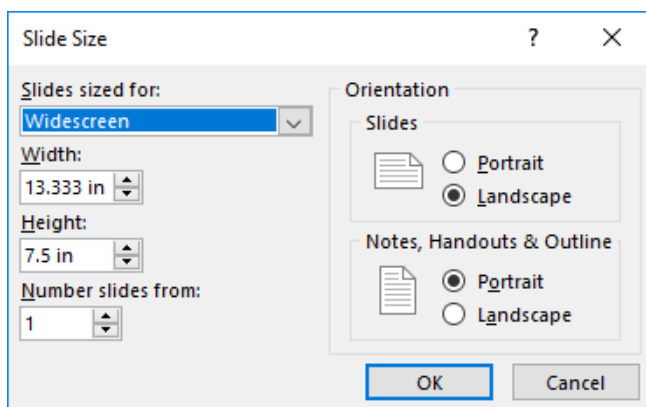 Slide Size
?
Slides sized for:
Widescreen
Width:
13.333 in
Height:
7.5 in
Number slides from:
1
Orientation
Slides
Portrait
Landscape
Notes, Handouts & Outline
Portrait
Landscape
OK
Cancel